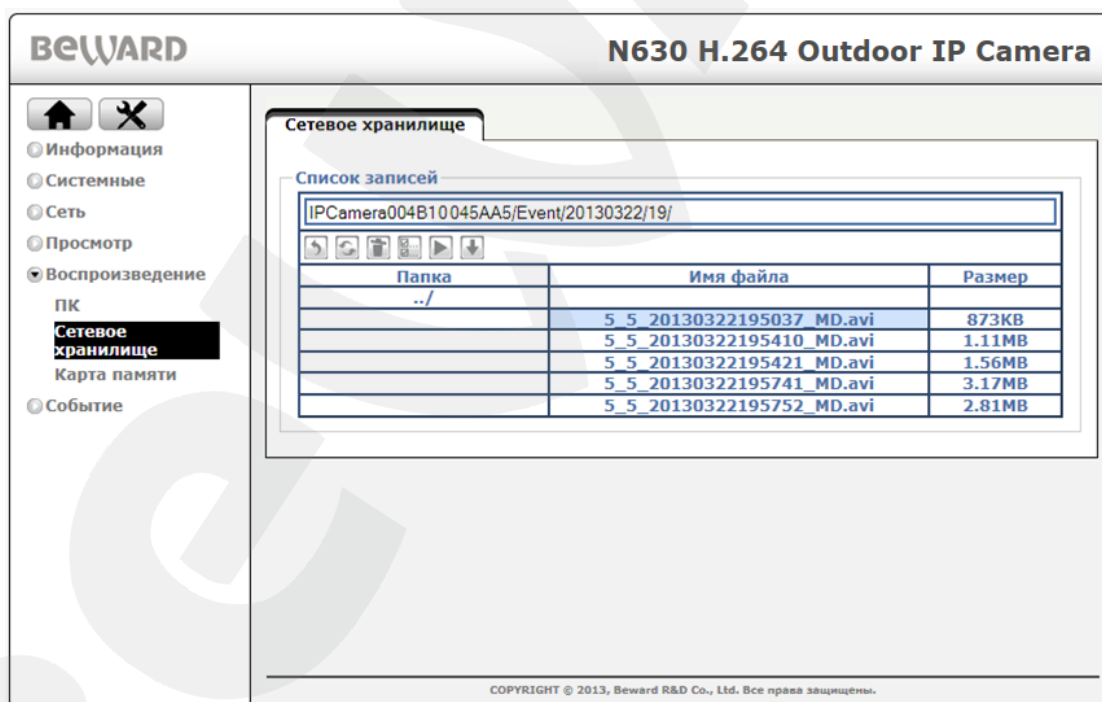 BEWARD
N630 H.264 Outdoor IP Camera
Информация
Системные
Сеть
Просмотр
Воспроизведение
ПК
Сетевое
хранилище
Карта памяти
Событие
Сетевое хранилище
Список записей
IPCamera004B10045AA5/Event/20130322/19/
Папка Имя файла Размер
../
5_5_20130322195037_MD.avi 873KB
5_5_20130322195410_MD.avi 1.11MB
5_5_20130322195421_MD.avi 1.56MB
5_5_20130322195741_MD.avi 3.17MB
5_5_20130322195752_MD.avi 2.81MB
COPYRIGHT © 2013, Beward R&D Co., Ltd. Все права защищены.